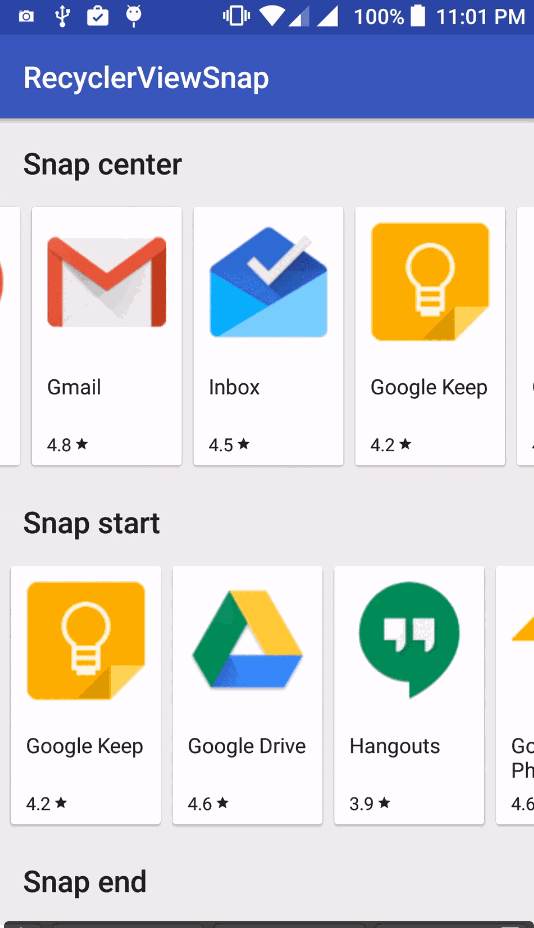 100% 11:01 PM
RecyclerViewSnap
Snap center
Gmail
Inbox
Google Keep
4.8 ★
4.5 ★
4.2 ★
Snap start
Google Keep
Google Drive
Hangouts
Go
Ph
4.2 ★
4.6 ★
3.9 ★
4.6
Snap end